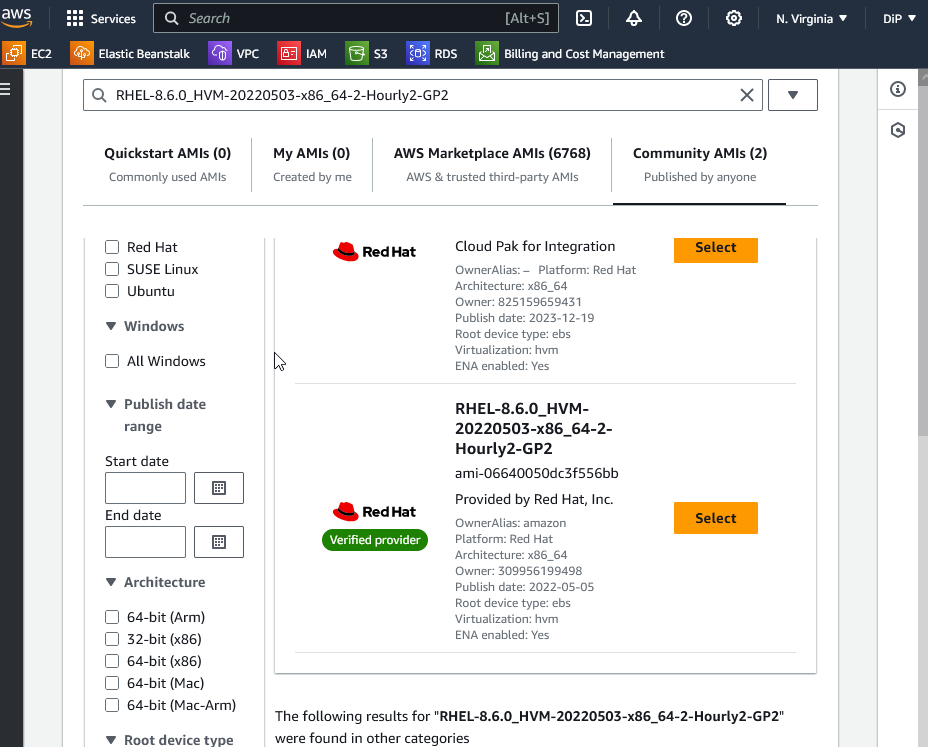 aws
Services
Search [Alt+S]
N. Virginia
DiP
EC2
Elastic Beanstalk
VPC
IAM
S3
RDS
Billing and Cost Management
RHEL-8.6.0_HVM-20220503-x86_64-2-Hourly2-GP2
Quickstart AMIs (0)
Commonly used AMIs
My AMIs (0)
Created by me
AWS Marketplace AMIs (6768)
AWS & trusted third-party AMIs
Community AMIs (2)
Published by anyone
Red Hat
SUSE Linux
Ubuntu
Windows
All Windows
Publish date
range
Start date
End date
Architecture
64-bit (Arm)
32-bit (x86)
64-bit (x86)
64-bit (Mac)
64-bit (Mac-Arm)
Root device type
Red Hat
Cloud Pak for Integration
OwnerAlias: – Platform: Red Hat
Architecture: x86_64
Owner: 825159659431
Publish date: 2023-12-19
Root device type: ebs
Virtualization: hvm
ENA enabled: Yes
Select
Red Hat
Verified provider
RHEL-8.6.0_HVM-
20220503-x86_64-2-
Hourly2-GP2
ami-06640050dc3f556bb
Provided by Red Hat, Inc.
OwnerAlias: amazon
Platform: Red Hat
Architecture: x86_64
Owner: 309956199498
Publish date: 2022-05-05
Root device type: ebs
Virtualization: hvm
ENA enabled: Yes
Select
The following results for "RHEL-8.6.0_HVM-20220503-x86_64-2-Hourly2-GP2"
were found in other categories